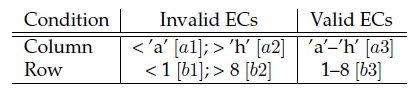 Condition Invalid ECs Valid ECs
Column <′a′ [a1]; >′h′ [a2] ′a′–′h′ [a3]
Row < 1 [b1]; > 8 [b2] 1–8 [b3]